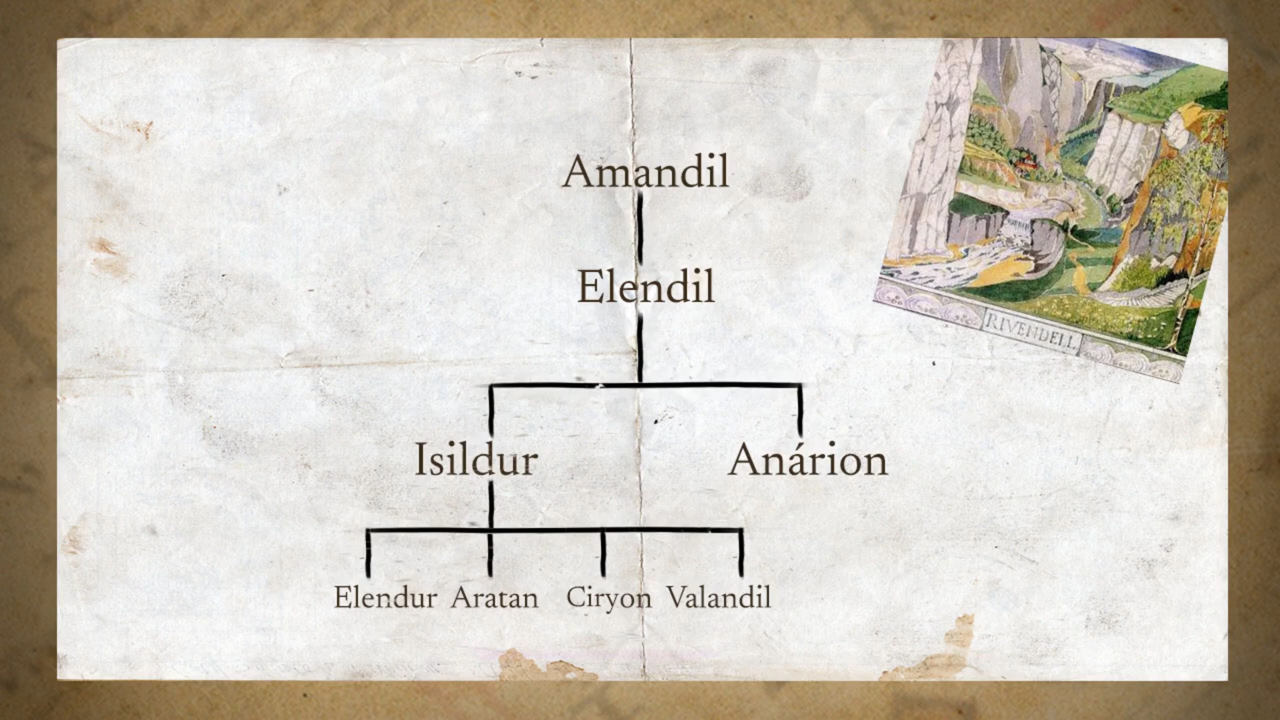 Amandil
RIVENDELL
Elendil
Isildur Anárion
Elendur Aratan Ciryon Valandil